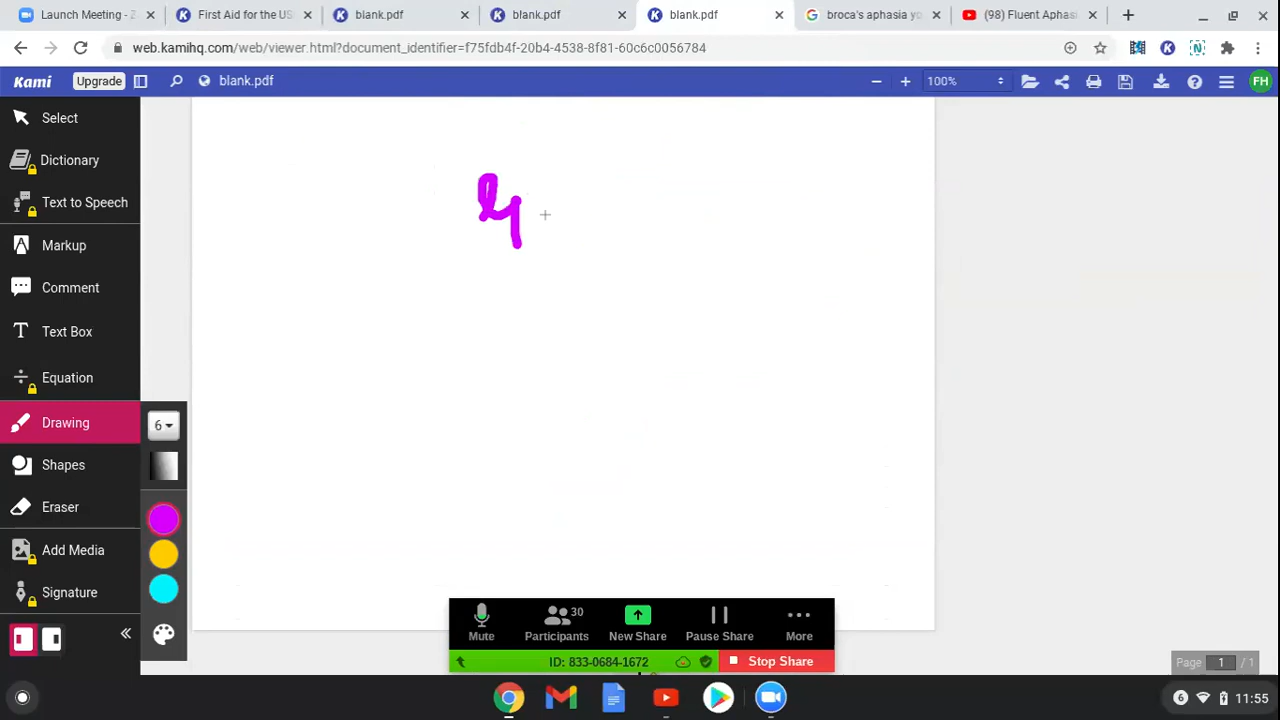 Launch Meeting - Z
First Aid for the US
blank.pdf
blank.pdf
blank.pdf
broca's aphasia yo
(98) Fluent Aphas
web.kamihq.com/web/viewer.html?document_identifier=f75fdb4f-20b4-4538-8f81-60c6c0056784
Kami
Upgrade
blank.pdf
100%
FH
Select
Dictionary
Text to Speech
Markup
Comment
Text Box
Equation
Drawing
6
Shapes
Eraser
Add Media
Signature
30
Mute
Participants
New Share
Pause Share
More
ID: 833-0684-1672
Stop Share
Page 1 / 1
6
11:55